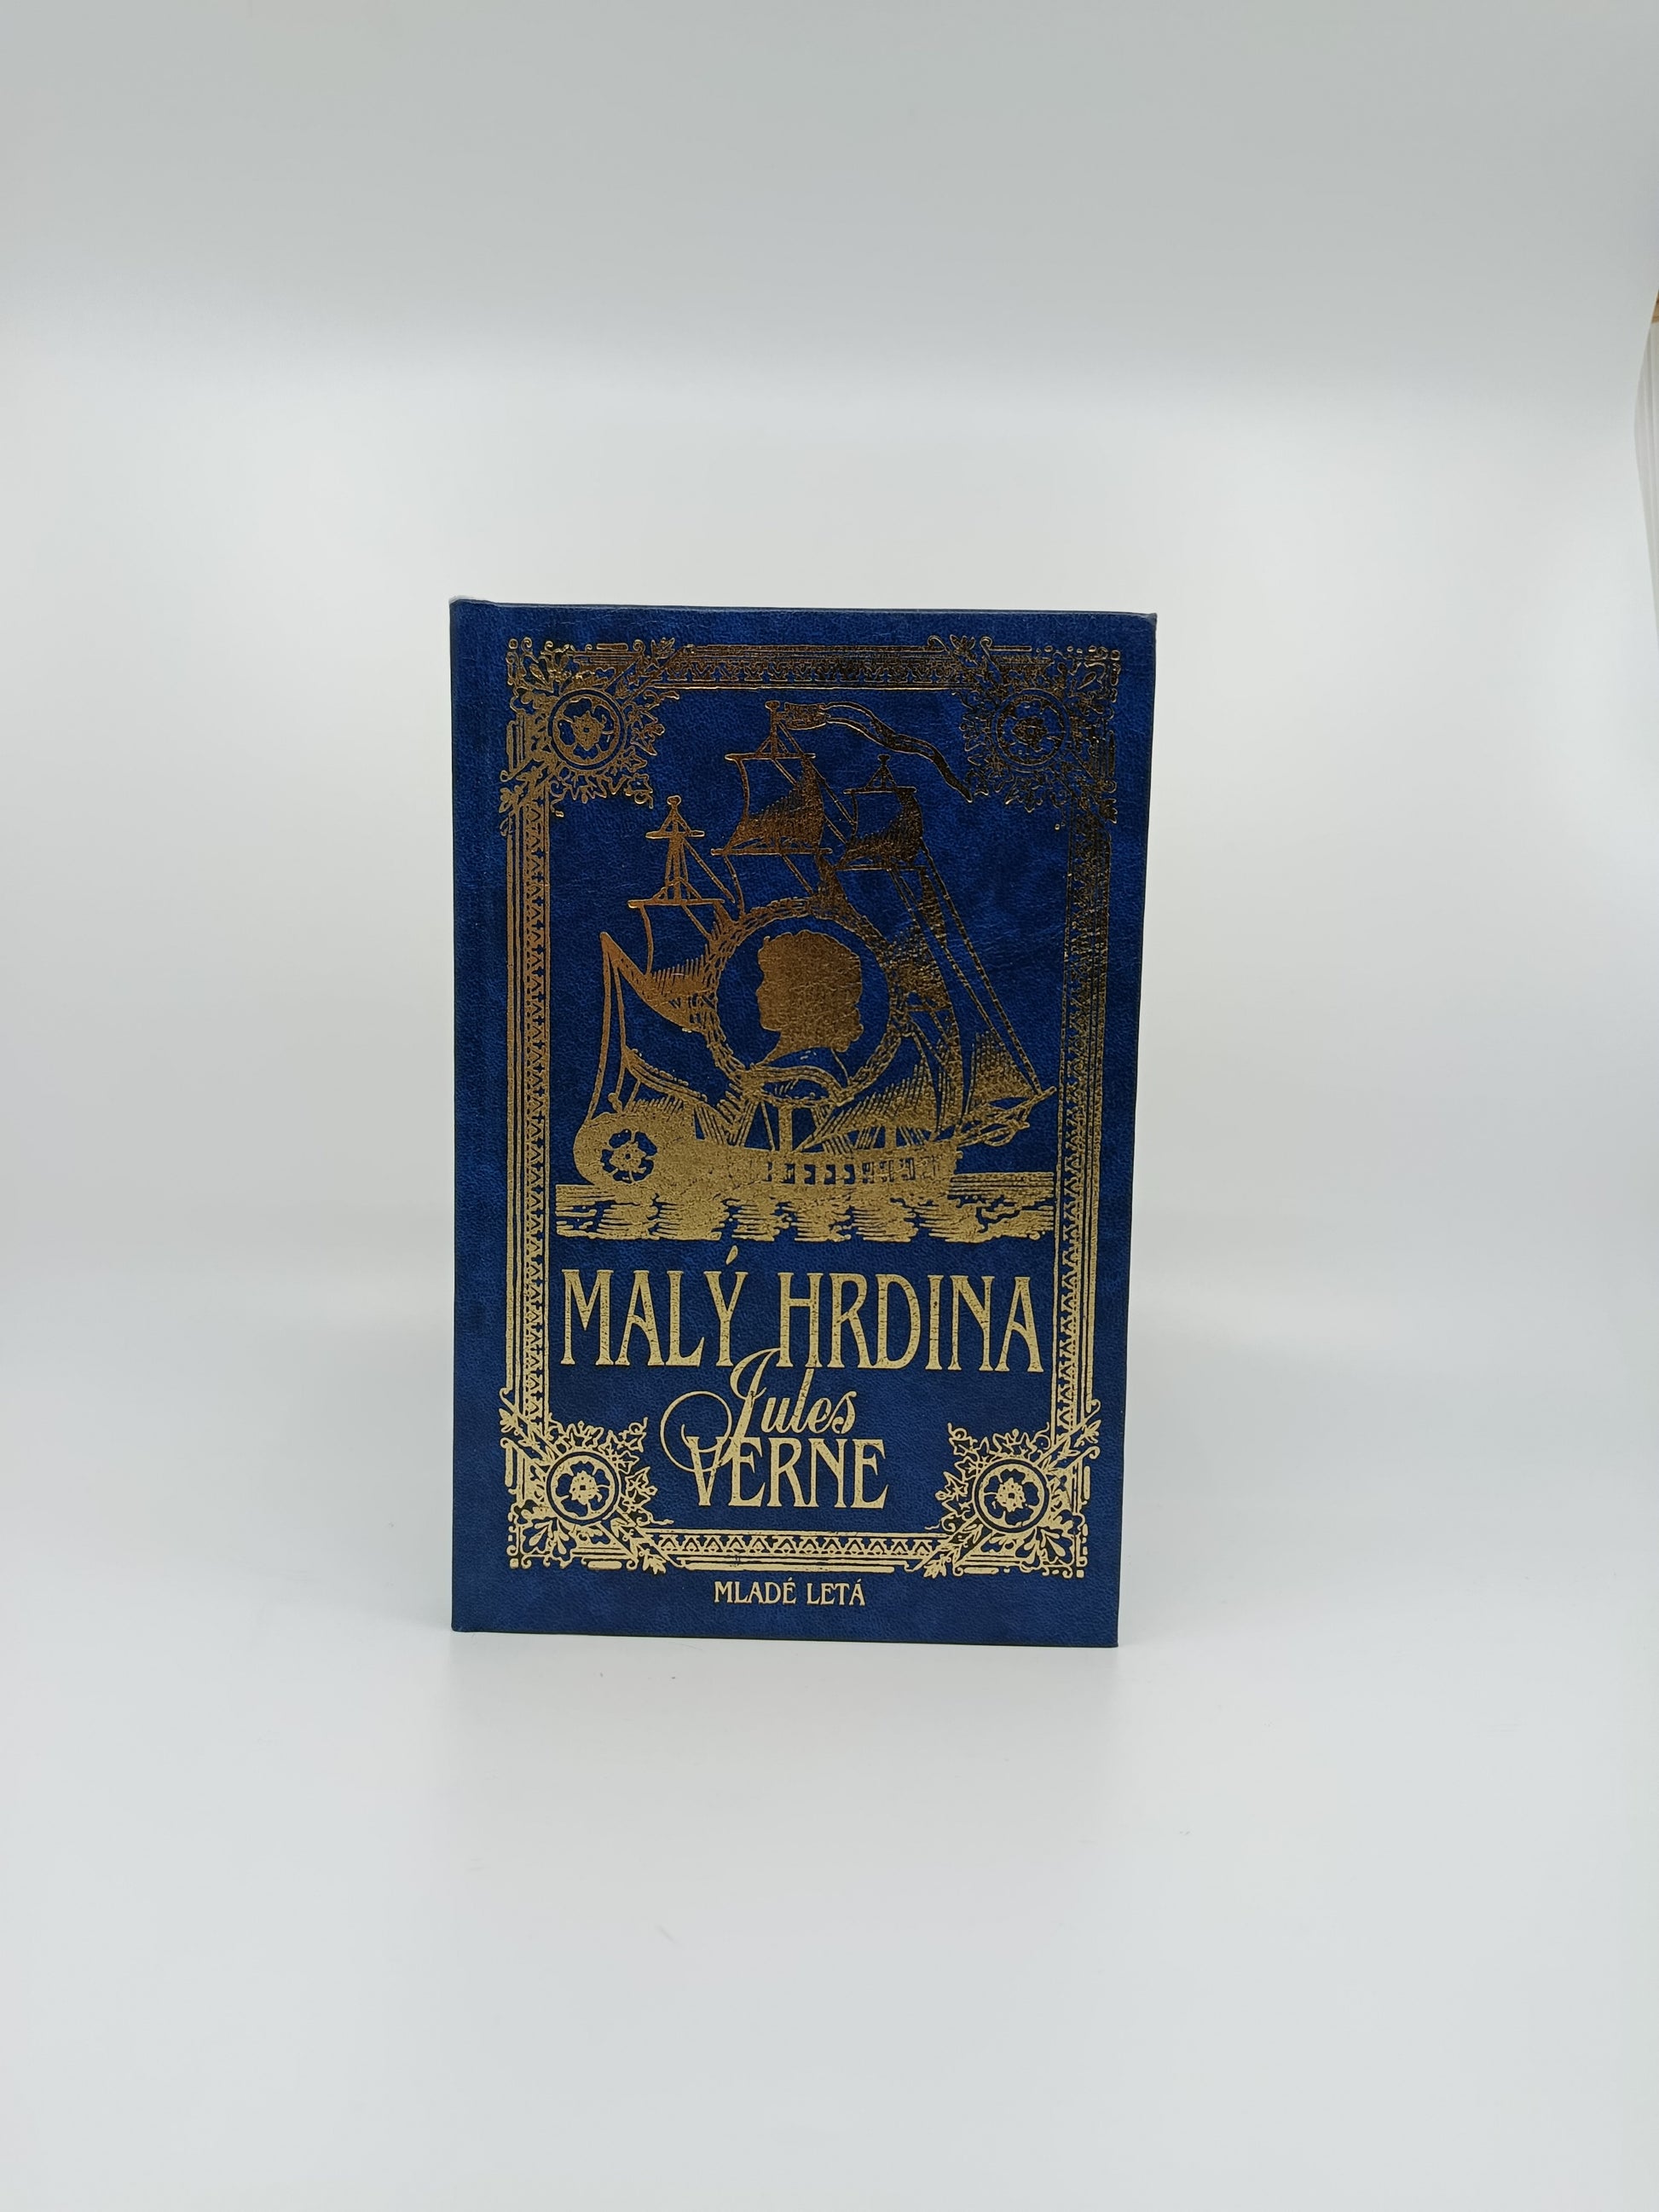 MALÝ HRDINA
Jules
VERNE
MLADÉ LETÁ